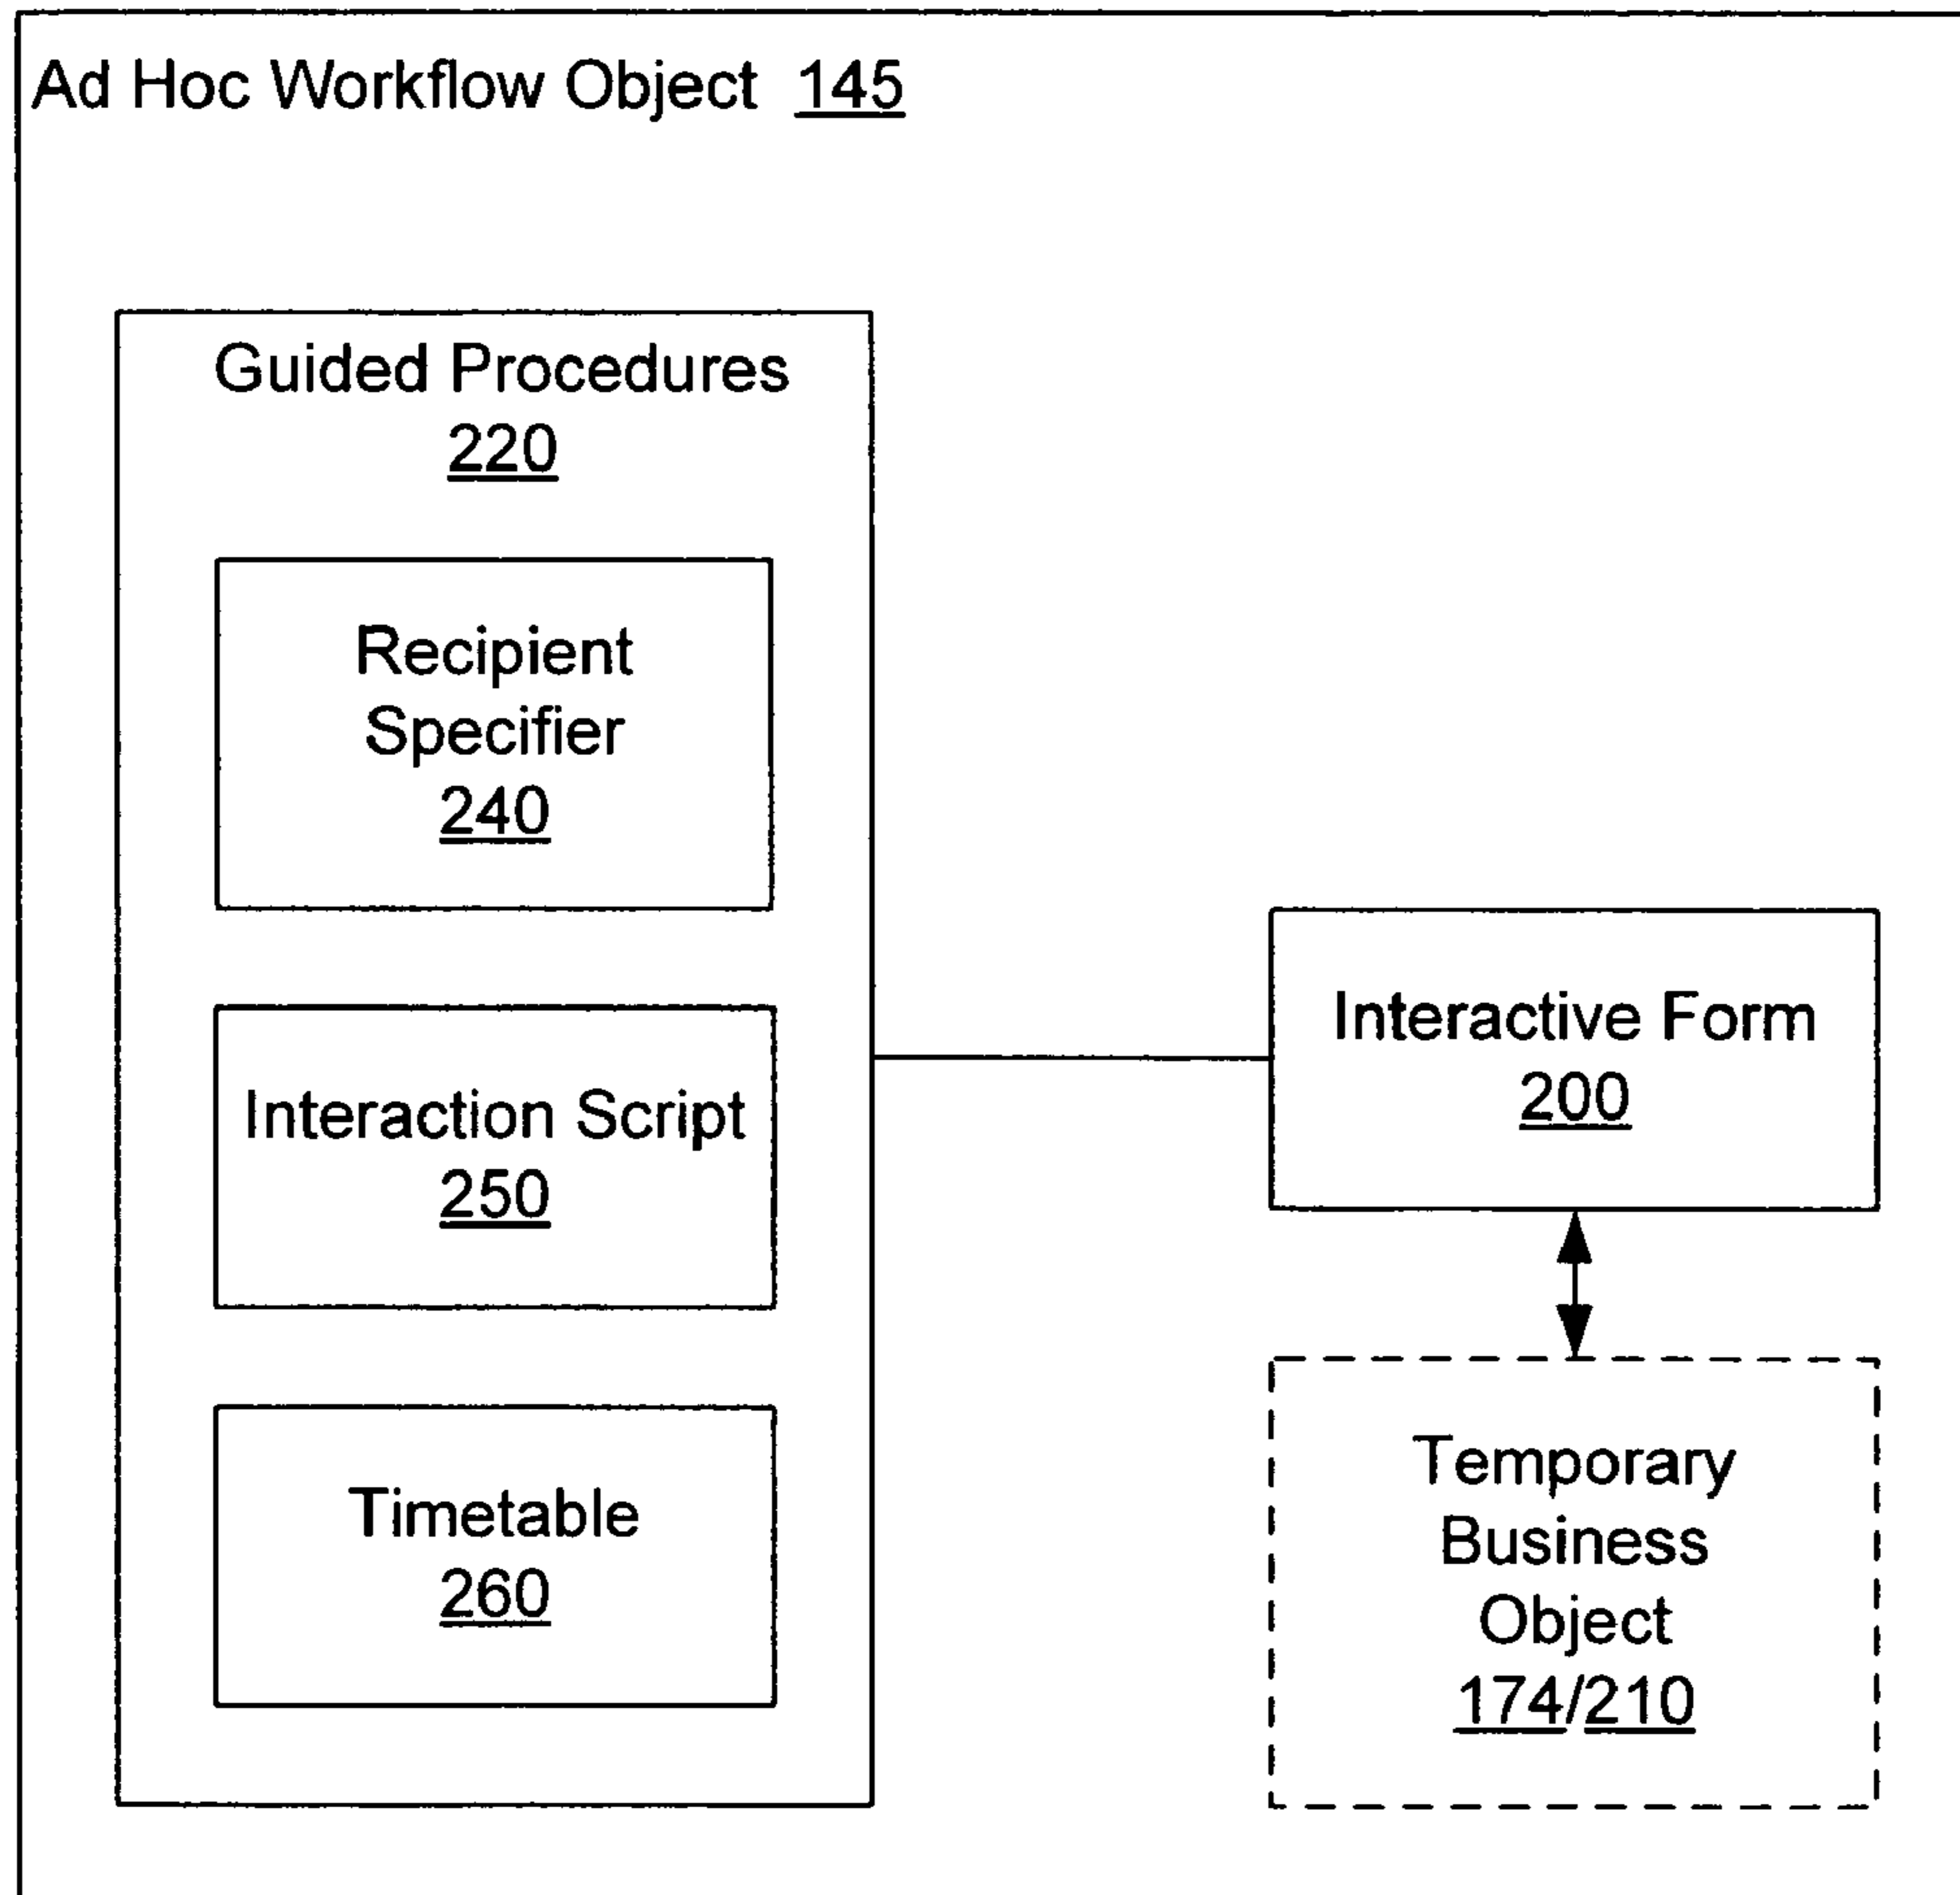 Ad Hoc Workflow Object 145
Guided Procedures
220
Recipient
Specifier
240
Interaction Script
250
Timetable
260
Interactive Form
200
Temporary
Business
Object
174/210